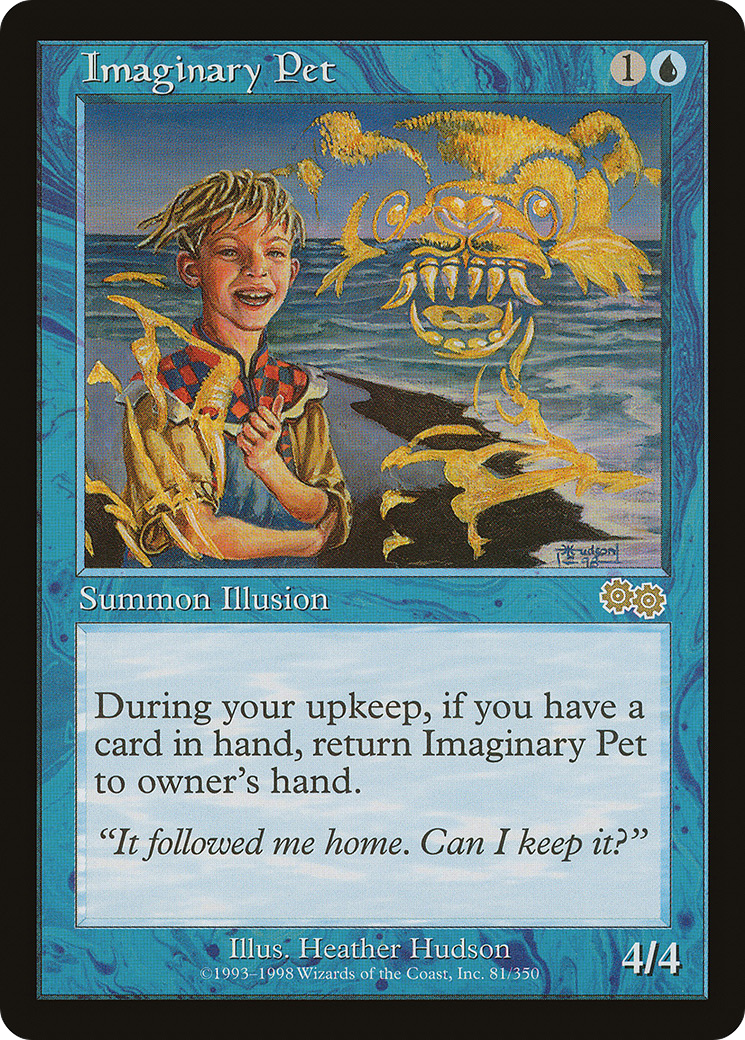 Imaginary Pet 1
Hudson
Summon Illusion
During your upkeep, if you have a
card in hand, return Imaginary Pet
to owner's hand.
“It followed me home. Can I keep it?”
Illus. Heather Hudson
©1993–1998 Wizards of the Coast, Inc. 81/350
4/4